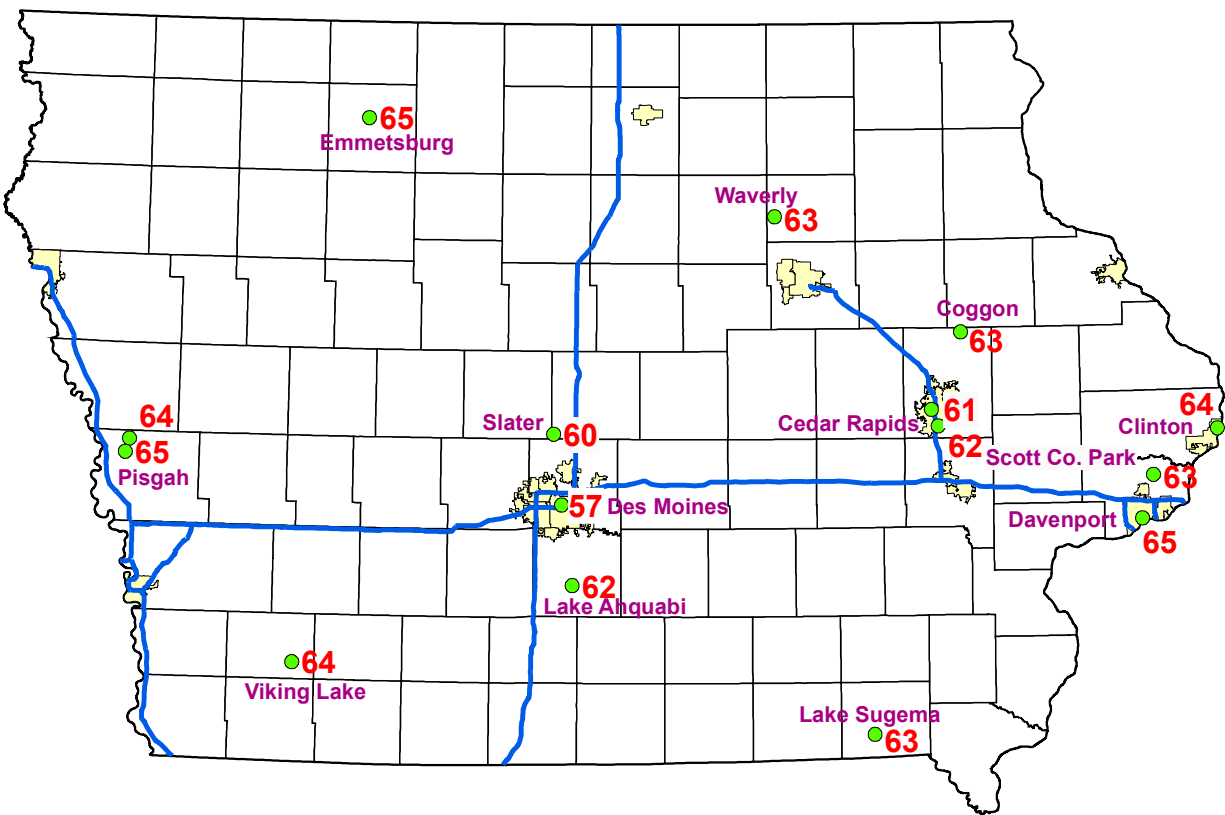 65
Emmetsburg
Waverly
63
Coggon
63
64
65
Pisgah
Slater
60
61
Cedar Rapids
62
64
Clinton
Scott Co. Park
63
57
Des Moines
Davenport
65
62
Lake Ahquabi
64
Viking Lake
Lake Sugema
63